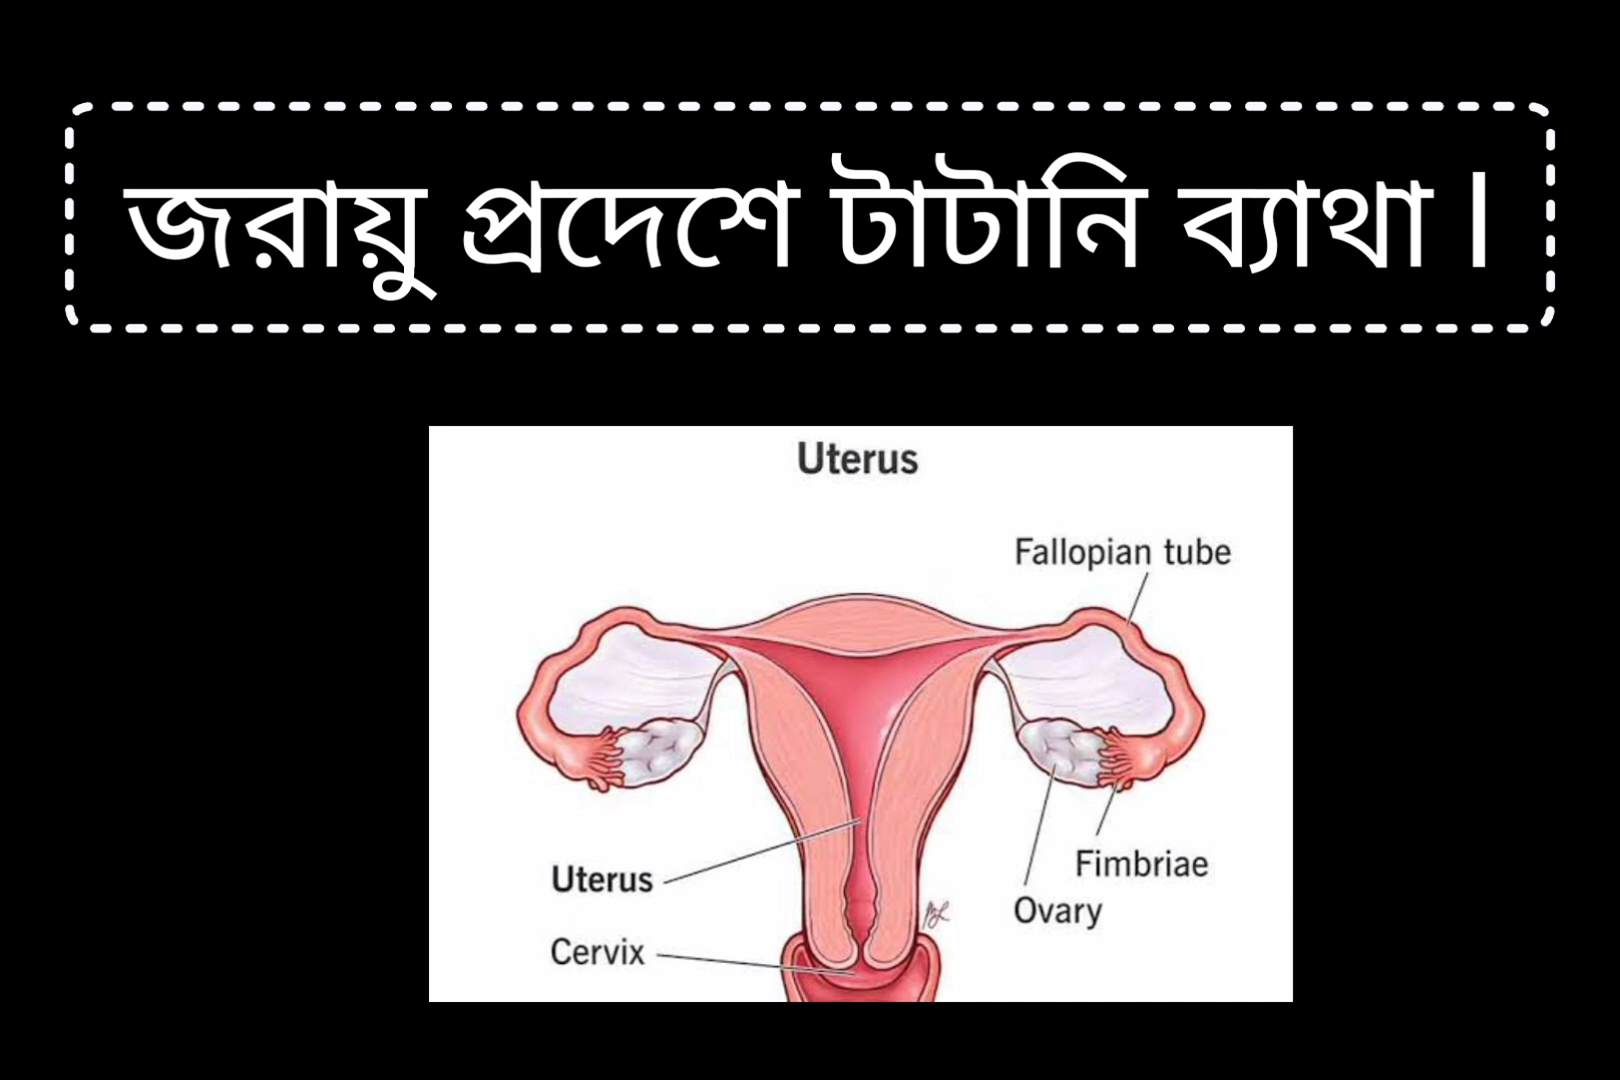 জরায়ু প্রদেশে টাটানি ব্যাথা ।
Uterus
Fallopian tube
Uterus
Fimbriae
Ovary
Cervix